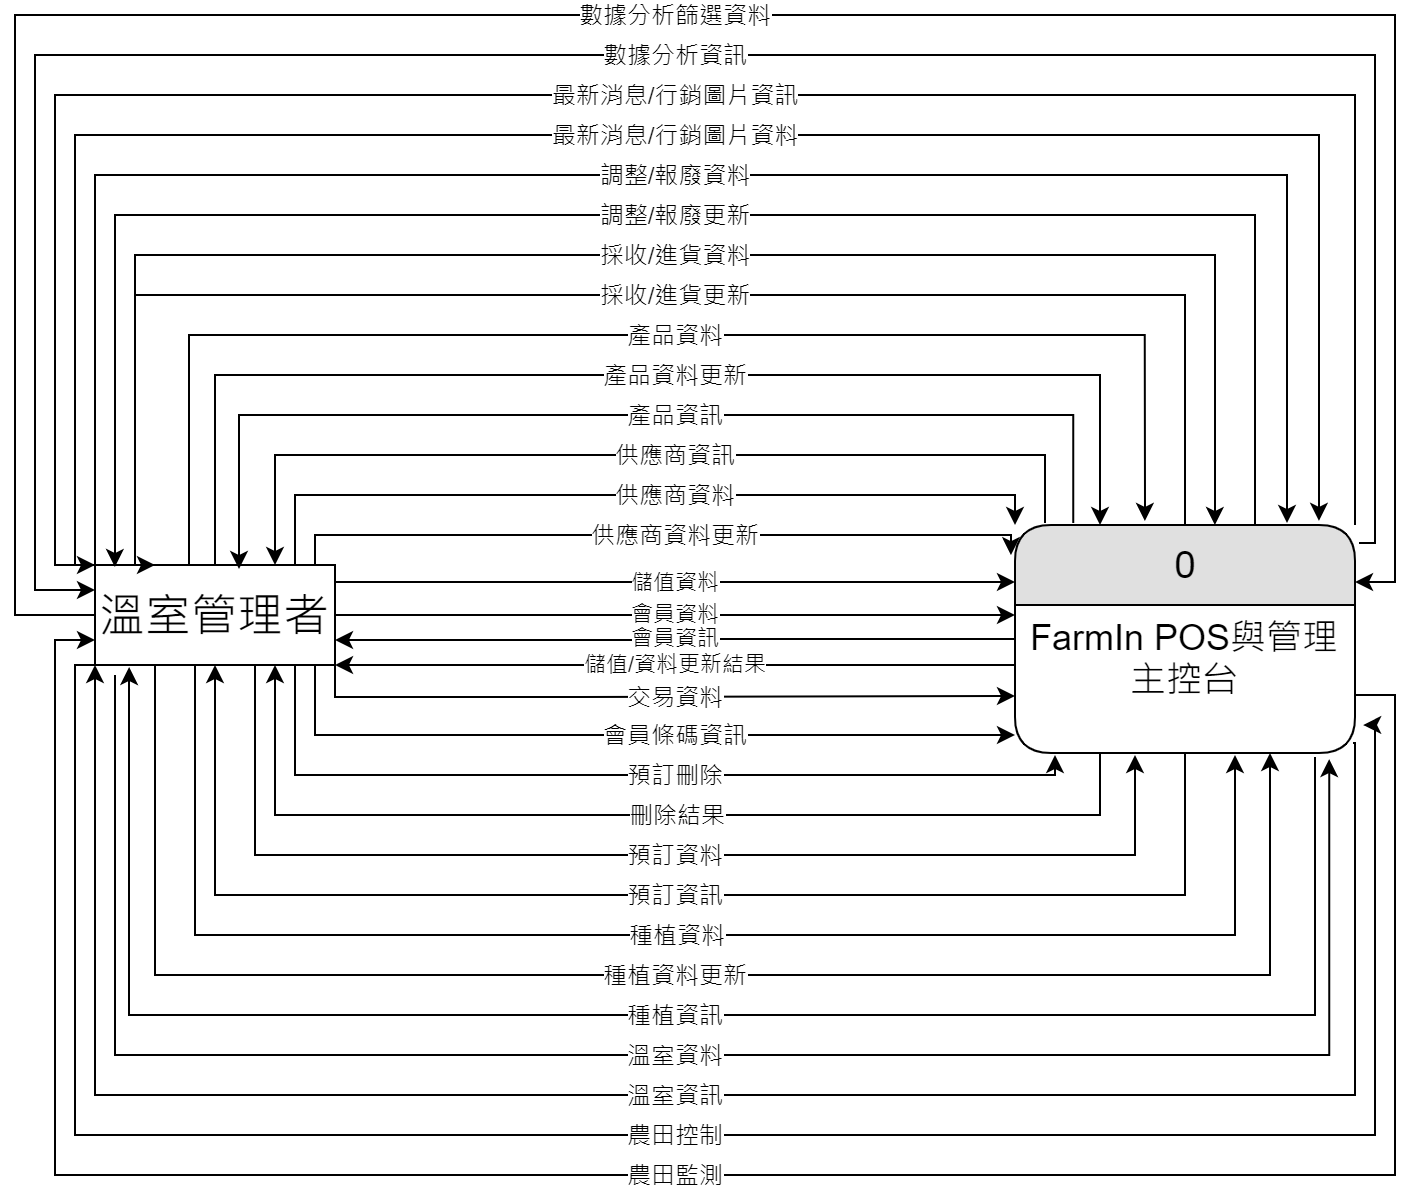 數據分析篩選資料
數據分析資訊
最新消息/行銷圖片資訊
最新消息/行銷圖片資料
調整/報廢資料
調整/報廢更新
採收/進貨資料
採收/進貨更新
產品資料
產品資料更新
產品資訊
供應商資訊
供應商資料
供應商資料更新
儲值資料
會員資料
會員資訊
儲值/資料更新結果
交易資料
會員條碼資訊
預訂刪除
刪除結果
預訂資料
預訂資訊
種植資料
種植資料更新
種植資訊
溫室資料
溫室資訊
農田控制
農田監測
溫室管理者
0
FarmIn POS與管理
主控台